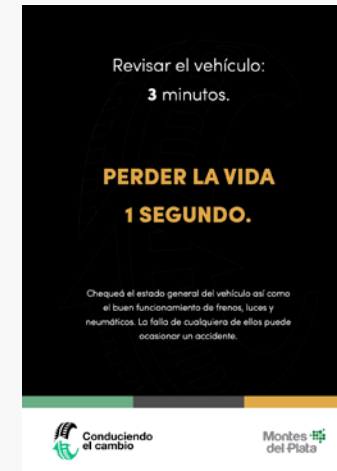 Revisar el vehículo:
3 minutos.
PERDER LA VIDA
1 SEGUNDO.
Chequeá el estado general del vehículo así como
el buen funcionamiento de frenos, luces y
neumáticos. La falla de cualquiera de ellos puede
ocasionar un accidente.
Conduciendo
el cambio
Montes
del Plata